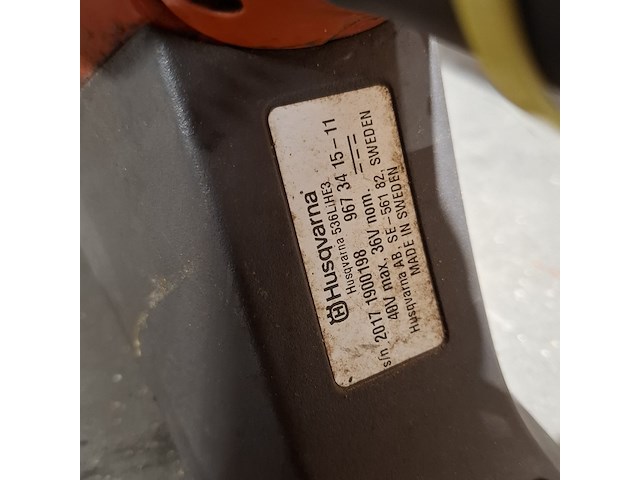 Husqvarna
Husqvarna 536LiHE3
967 34 15-11
s/n. 2017 1900198
40V max. 36V nom.
Husqvarna AB, SE-561 82, SWEDEN
MADE IN SWEDEN